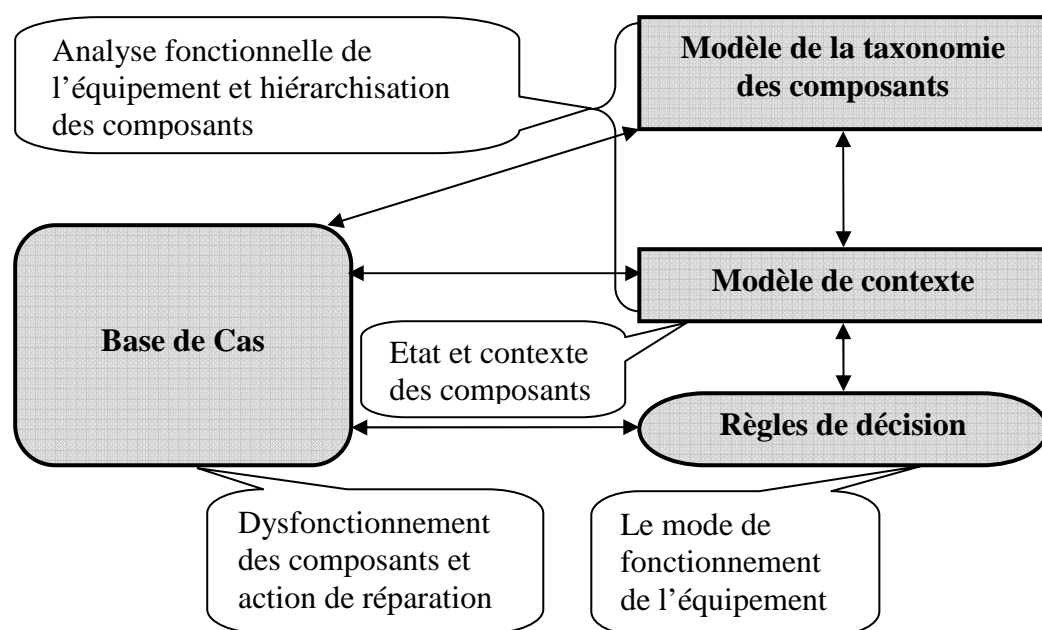 Analyse fonctionnelle de
l’équipement et hiérarchisation
des composants
Modèle de la taxonomie
des composants
Modèle de contexte
Base de Cas
Etat et contexte
des composants
Règles de décision
Dysfonctionnement
des composants et
action de réparation
Le mode de
fonctionnement
de l’équipement